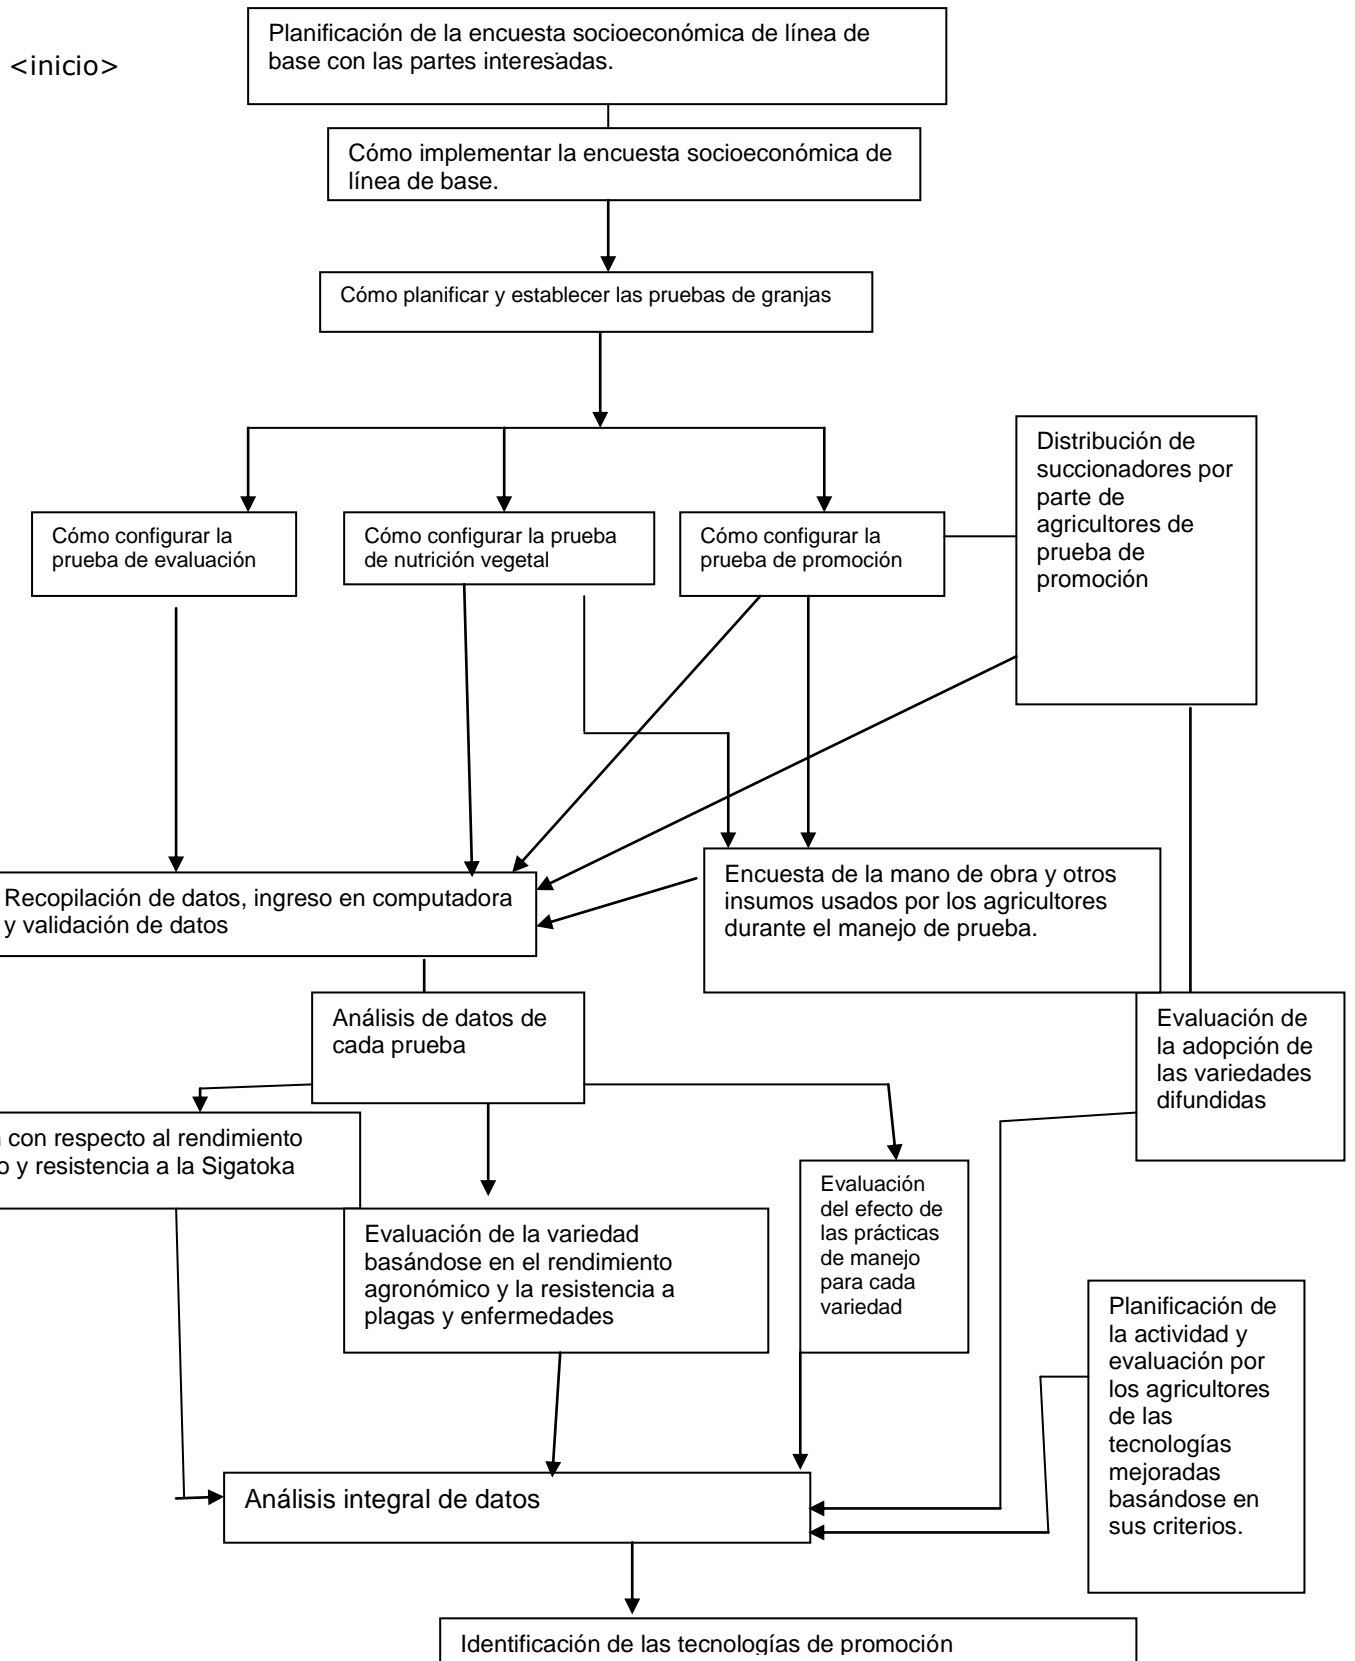 Planificación de la encuesta socioeconómica de línea de
base con las partes interesadas.
<inicio>
Cómo implementar la encuesta socioeconómica de
línea de base.
Cómo planificar y establecer las pruebas de granjas
Distribución de
succionadores por
parte de
agricultores de
prueba de
promoción
Cómo configurar la
prueba de evaluación
Cómo configurar la prueba
de nutrición vegetal
Cómo configurar la
prueba de promoción
Encuesta de la mano de obra y otros
insumos usados por los agricultores
durante el manejo de prueba.
Recopilación de datos, ingreso en computadora
y validación de datos
Análisis de datos de
cada prueba
Evaluación de
la adopción de
las variedades
difundidas
con respecto al rendimiento
y resistencia a la Sigatoka
Evaluación
del efecto de
las prácticas
de manejo
para cada
variedad
Evaluación de la variedad
basándose en el rendimiento
agronómico y la resistencia a
plagas y enfermedades
Planificación de
la actividad y
evaluación por
los agricultores
de las
tecnologías
mejoradas
basándose en
sus criterios.
Análisis integral de datos
Identificación de las tecnologías de promoción